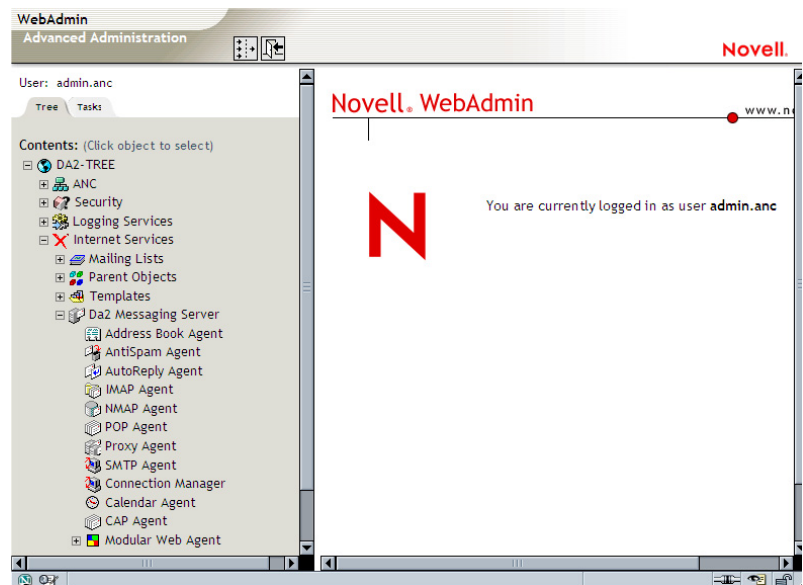 WebAdmin
Advanced Administration
Novell.
User: admin.anc
Tree
Tasks
Contents: (Click object to select)
DA2-TREE
ANC
Security
Logging Services
Internet Services
Mailing Lists
Parent Objects
Templates
Da2 Messaging Server
Address Book Agent
AntiSpam Agent
AutoReply Agent
IMAP Agent
NMAP Agent
POP Agent
Proxy Agent
SMTP Agent
Connection Manager
Calendar Agent
CAP Agent
Modular Web Agent
Novell. WebAdmin
www.n
N
You are currently logged in as user admin.anc